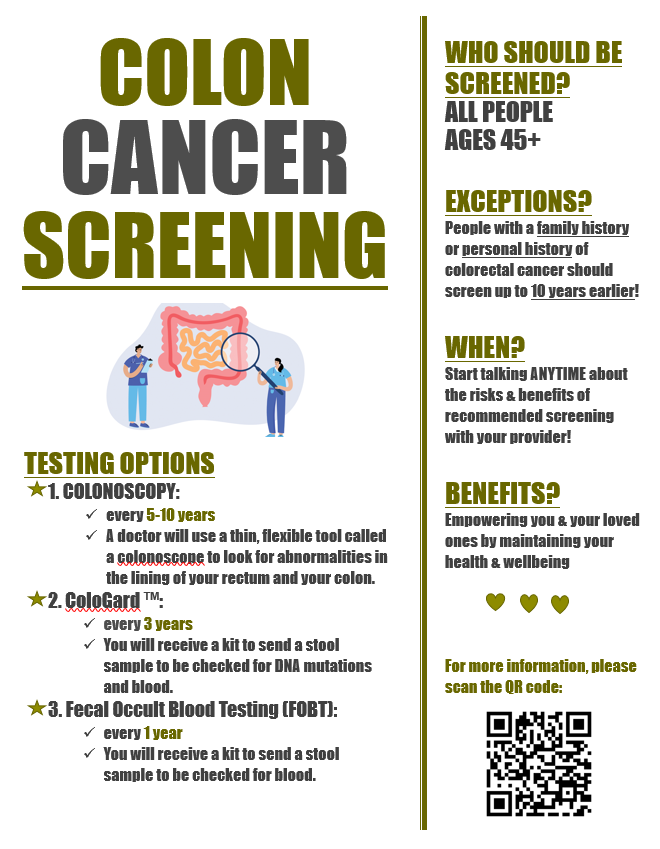 COLON
CANCER
SCREENING
TESTING OPTIONS
1. COLONOSCOPY:
✓ every 5-10 years
✓ A doctor will use a thin, flexible tool called
a colonoscope to look for abnormalities in
the lining of your rectum and your colon.
2. ColoGard ™:
✓ every 3 years
✓ You will receive a kit to send a stool
sample to be checked for DNA mutations
and blood.
3. Fecal Occult Blood Testing (FOBT):
✓ every 1 year
✓ You will receive a kit to send a stool
sample to be checked for blood.
WHO SHOULD BE
SCREENED?
ALL PEOPLE
AGES 45+
EXCEPTIONS?
People with a family history
or personal history of
colorectal cancer should
screen up to 10 years earlier!
WHEN?
Start talking ANYTIME about
the risks & benefits of
recommended screening
with your provider!
BENEFITS?
Empowering you & your loved
ones by maintaining your
health & wellbeing
For more information, please
scan the QR code: